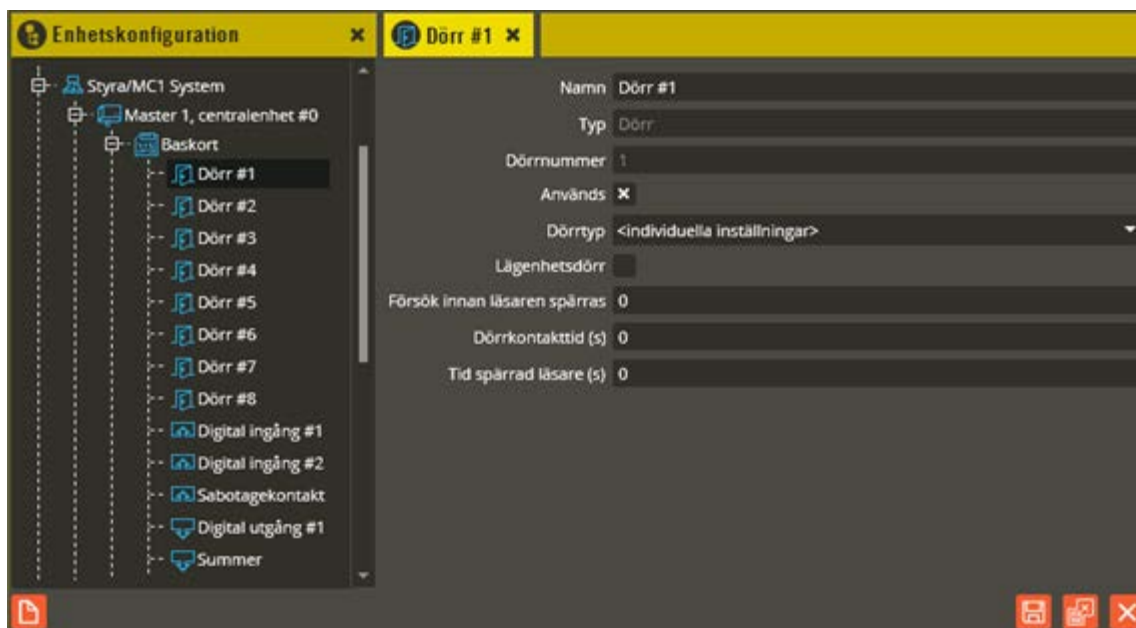 Enhetskonfiguration
Styra/MC1 System
Master 1, centralenhet #0
Baskort
Dörr #1
Dörr #2
Dörr #3
Dörr #4
Dörr #5
Dörr #6
Dörr #7
Dörr #8
Digital ingång #1
Digital ingång #2
Sabotagekontakt
Digital utgång #1
Summer
Dörr #1
Namn Dörr #1
Typ Dörr
Dörrnummer 1
Används
Dörrtyp <individuella inställningar>
Lägenhetsdörr
Försök innan läsaren spärras 0
Dörrkontakttid (s) 0
Tid spärrad läsare (s) 0